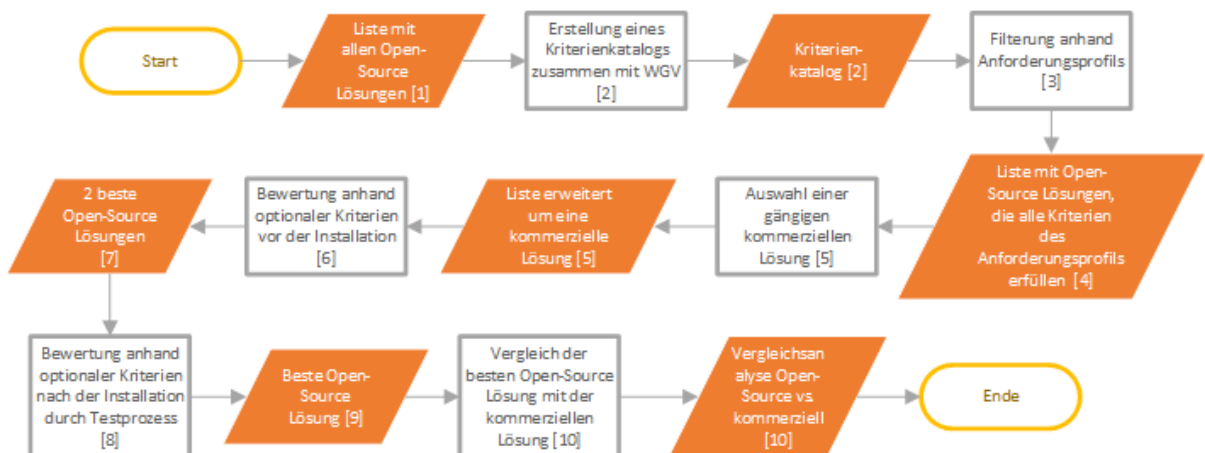 Start
Liste mit
allen Open-
Source
Lösungen [1]
Erstellung eines
Kriterienkatalogs
zusammen mit WGV
[2]
Kriterien-
katalog [2]
Filterung anhand
Anforderungsprofils
[3]
Liste mit Open-
Source Lösungen,
die alle Kriterien
des
Anforderungsprofils
erfüllen [4]
Auswahl einer
gängigen
kommerziellen
Lösung [5]
Liste erweitert
um eine
kommerzielle
Lösung [5]
Bewertung anhand
optionaler Kriterien
vor der Installation
[6]
2 beste
Open-Source
Lösungen
[7]
Bewertung anhand
optionaler Kriterien
nach der Installation
durch Testprozess
[8]
Beste Open-
Source
Lösung [9]
Vergleich der
besten Open-Source
Lösung mit der
kommerziellen
Lösung [10]
Vergleichsan
alyse Open-
Source vs.
kommerziell
[10]
Ende